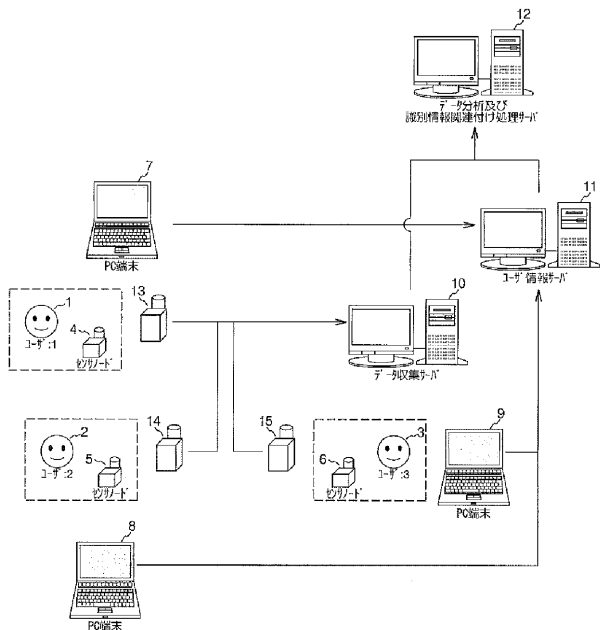 12
データ分析及び
識別情報関連付け処理サーバ
7
PC端末
11
ユーザ情報サーバ
1
ユーザ:1
4
センサノード
13
10
データ収集サーバ
2
ユーザ:2
5
センサノード
14
15
6
センサノード
3
ユーザ:3
9
PC端末
8
PC端末